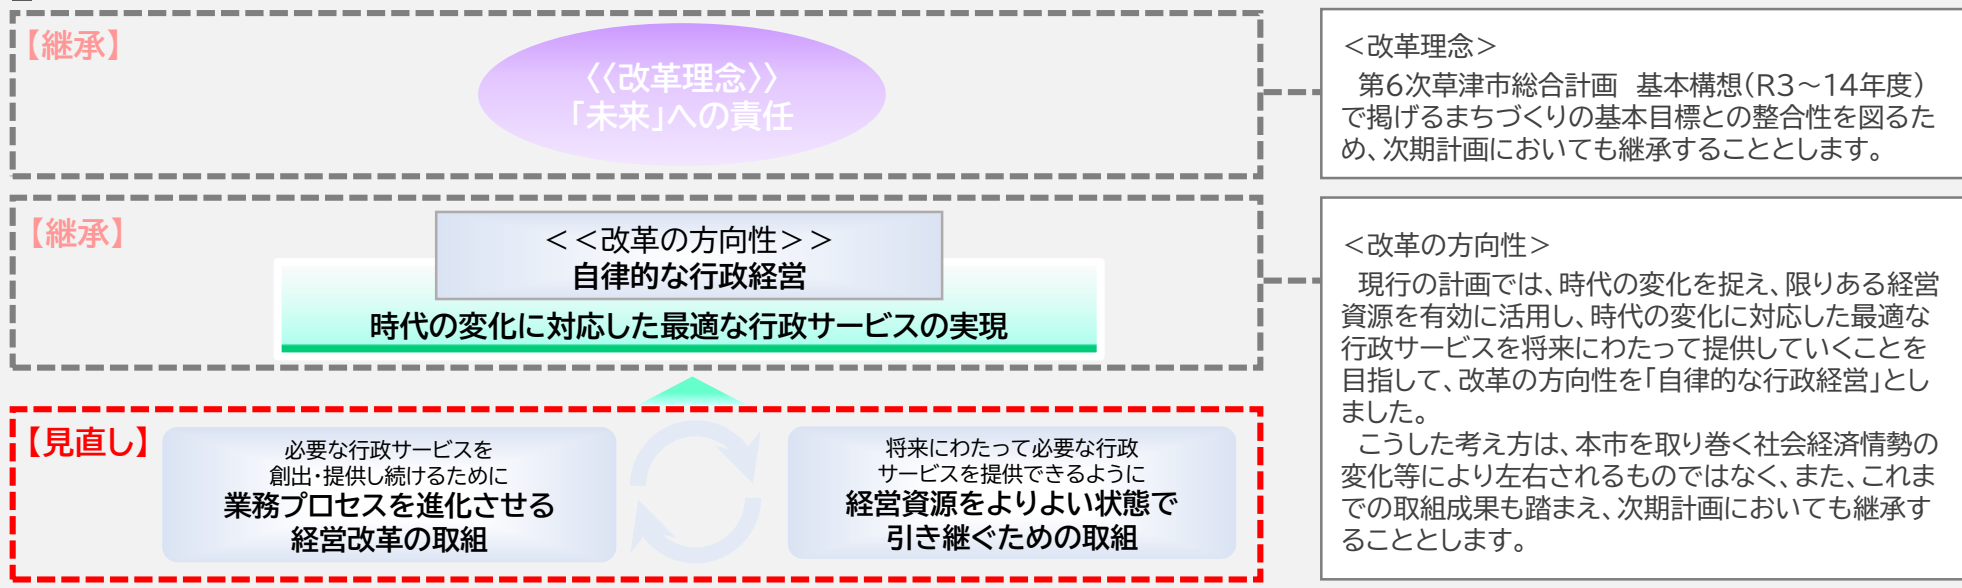 【継承】
〈〈改革理念〉〉
「未来」への責任
＜改革理念＞
第6次草津市総合計画　基本構想（R3～14年度）
で掲げるまちづくりの基本目標との整合性を図るた
め、次期計画においても継承することとします。
【継承】
＜＜改革の方向性＞＞
自律的な行政経営
時代の変化に対応した最適な行政サービスの実現
＜改革の方向性＞
現行の計画では、時代の変化を捉え、限りある経営
資源を有効に活用し、時代の変化に対応した最適な
行政サービスを将来にわたって提供していくことを
目指して、改革の方向性を「自律的な行政経営」とし
ました。
こうした考え方は、本市を取り巻く社会経済情勢の
変化等により左右されるものではなく、また、これま
での取組成果も踏まえ、次期計画においても継承す
ることとします。
【見直し】
必要な行政サービスを
創出・提供し続けるために
業務プロセスを進化させる
経営改革の取組
将来にわたって必要な行政
サービスを提供できるように
経営資源をよりよい状態で
引き継ぐための取組